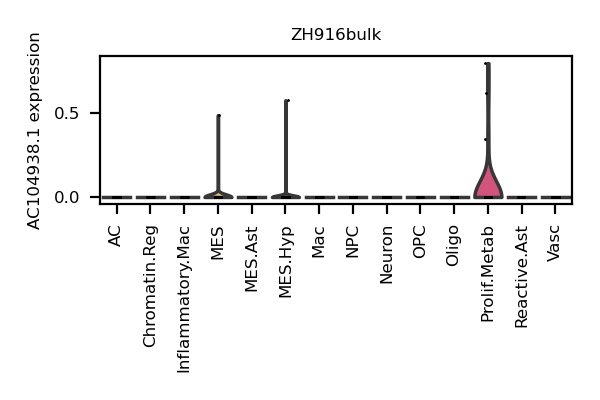 ZH916bulk
AC104938.1 expression
0.5
0.0
AC
Chromatin.Reg
Inflammatory.Mac
MES
MES.Ast
MES.Hyp
Mac
NPC
Neuron
OPC
Oligo
Prolif.Metab
Reactive.Ast
Vasc